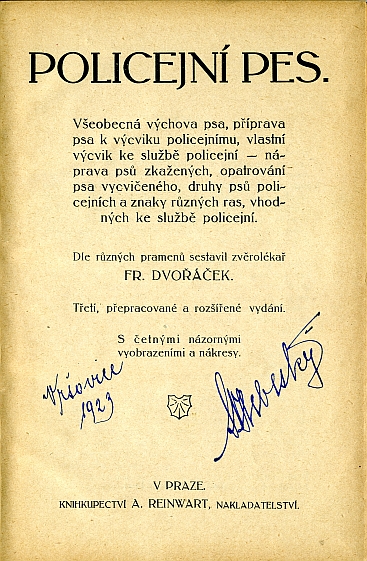 POLICEJNÍ PES.
Všeobecná výchova psa, příprava
psa k výcviku policejnímu, vlastní
výcvik ke službě policejní — ná-
prava psů zkažených, opatrování
psa vycvičeného, druhy psů poli-
cejních a znaky různých ras, vhod-
ných ke službě policejní.
Dle různých pramenů sestavil zvěrolékař
FR. DVOŘÁČEK.
Třetí, přepracované a rozšířené vydání.
S četnými názornými
vyobrazeními a nákresy.
Vršovice
1923
V PRAZE.
KNIHKUPECTVÍ A. REINWART, NAKLADATELSTVÍ.